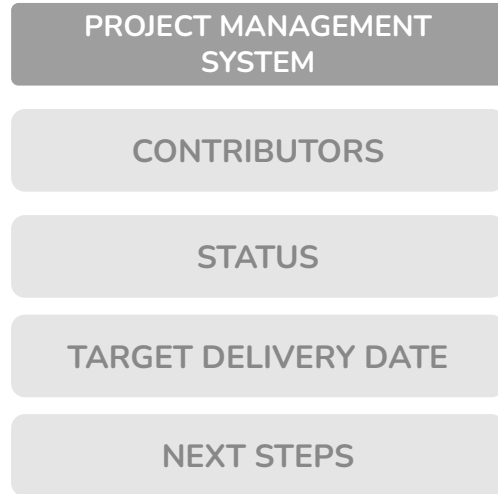 PROJECT MANAGEMENT
SYSTEM
CONTRIBUTORS
STATUS
TARGET DELIVERY DATE
NEXT STEPS